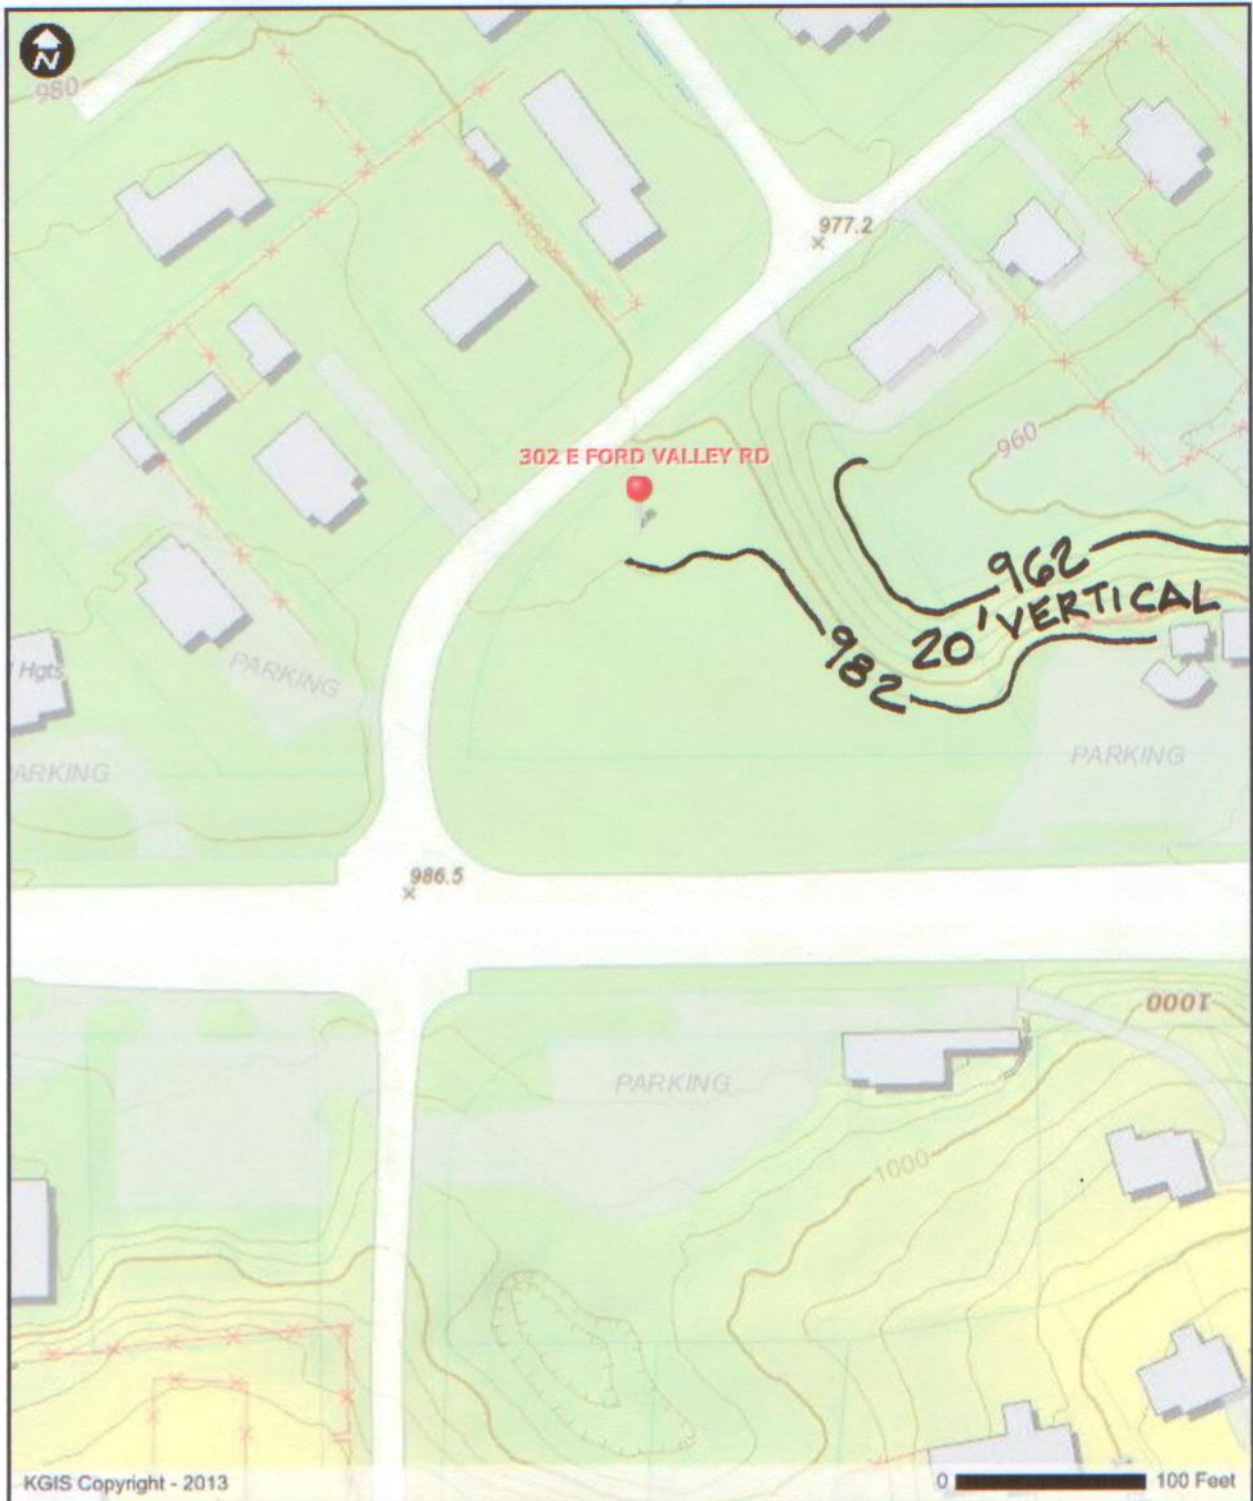 N
980
977.2
980
302 E FORD VALLEY RD
960
962
20' VERTICAL
982
Hgts
PARKING
ARKING
PARKING
986.5
1000
PARKING
1000
KGIS Copyright - 2013
0 100 Feet